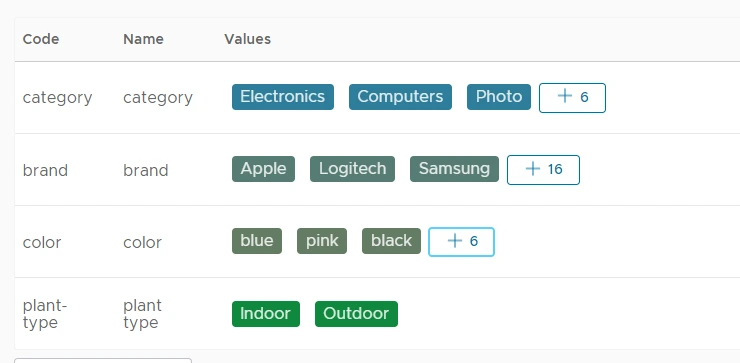 Code Name Values
category category Electronics Computers Photo + 6
brand brand Apple Logitech Samsung + 16
color color blue pink black + 6
plant- plant Indoor Outdoor
type type